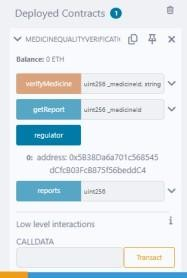 Deployed Contracts 1
MEDICINEQUALITYVERIFICATI
Balance: 0 ETH
verifyMedicine uint256 _medicineId, string
getReport uint256 _medicineId
regulator
0: address: 0x5B38Da6a701c568545
dCfcB03FcB875f56beddC4
reports uint256
Low level interactions i
CALLDATA
Transact